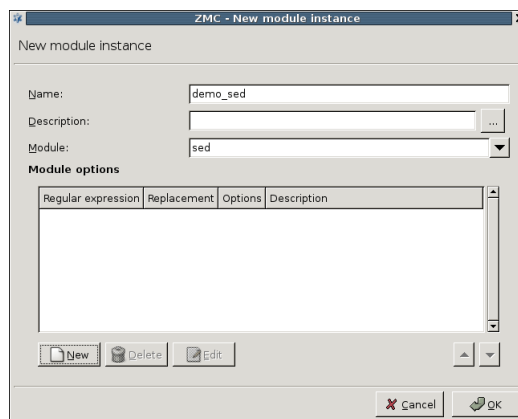 ZMC - New module instance
New module instance
Name: demo_sed
Description: ...
Module: sed
Module options
Regular expression Replacement Options Description
New Delete Edit
Cancel OK